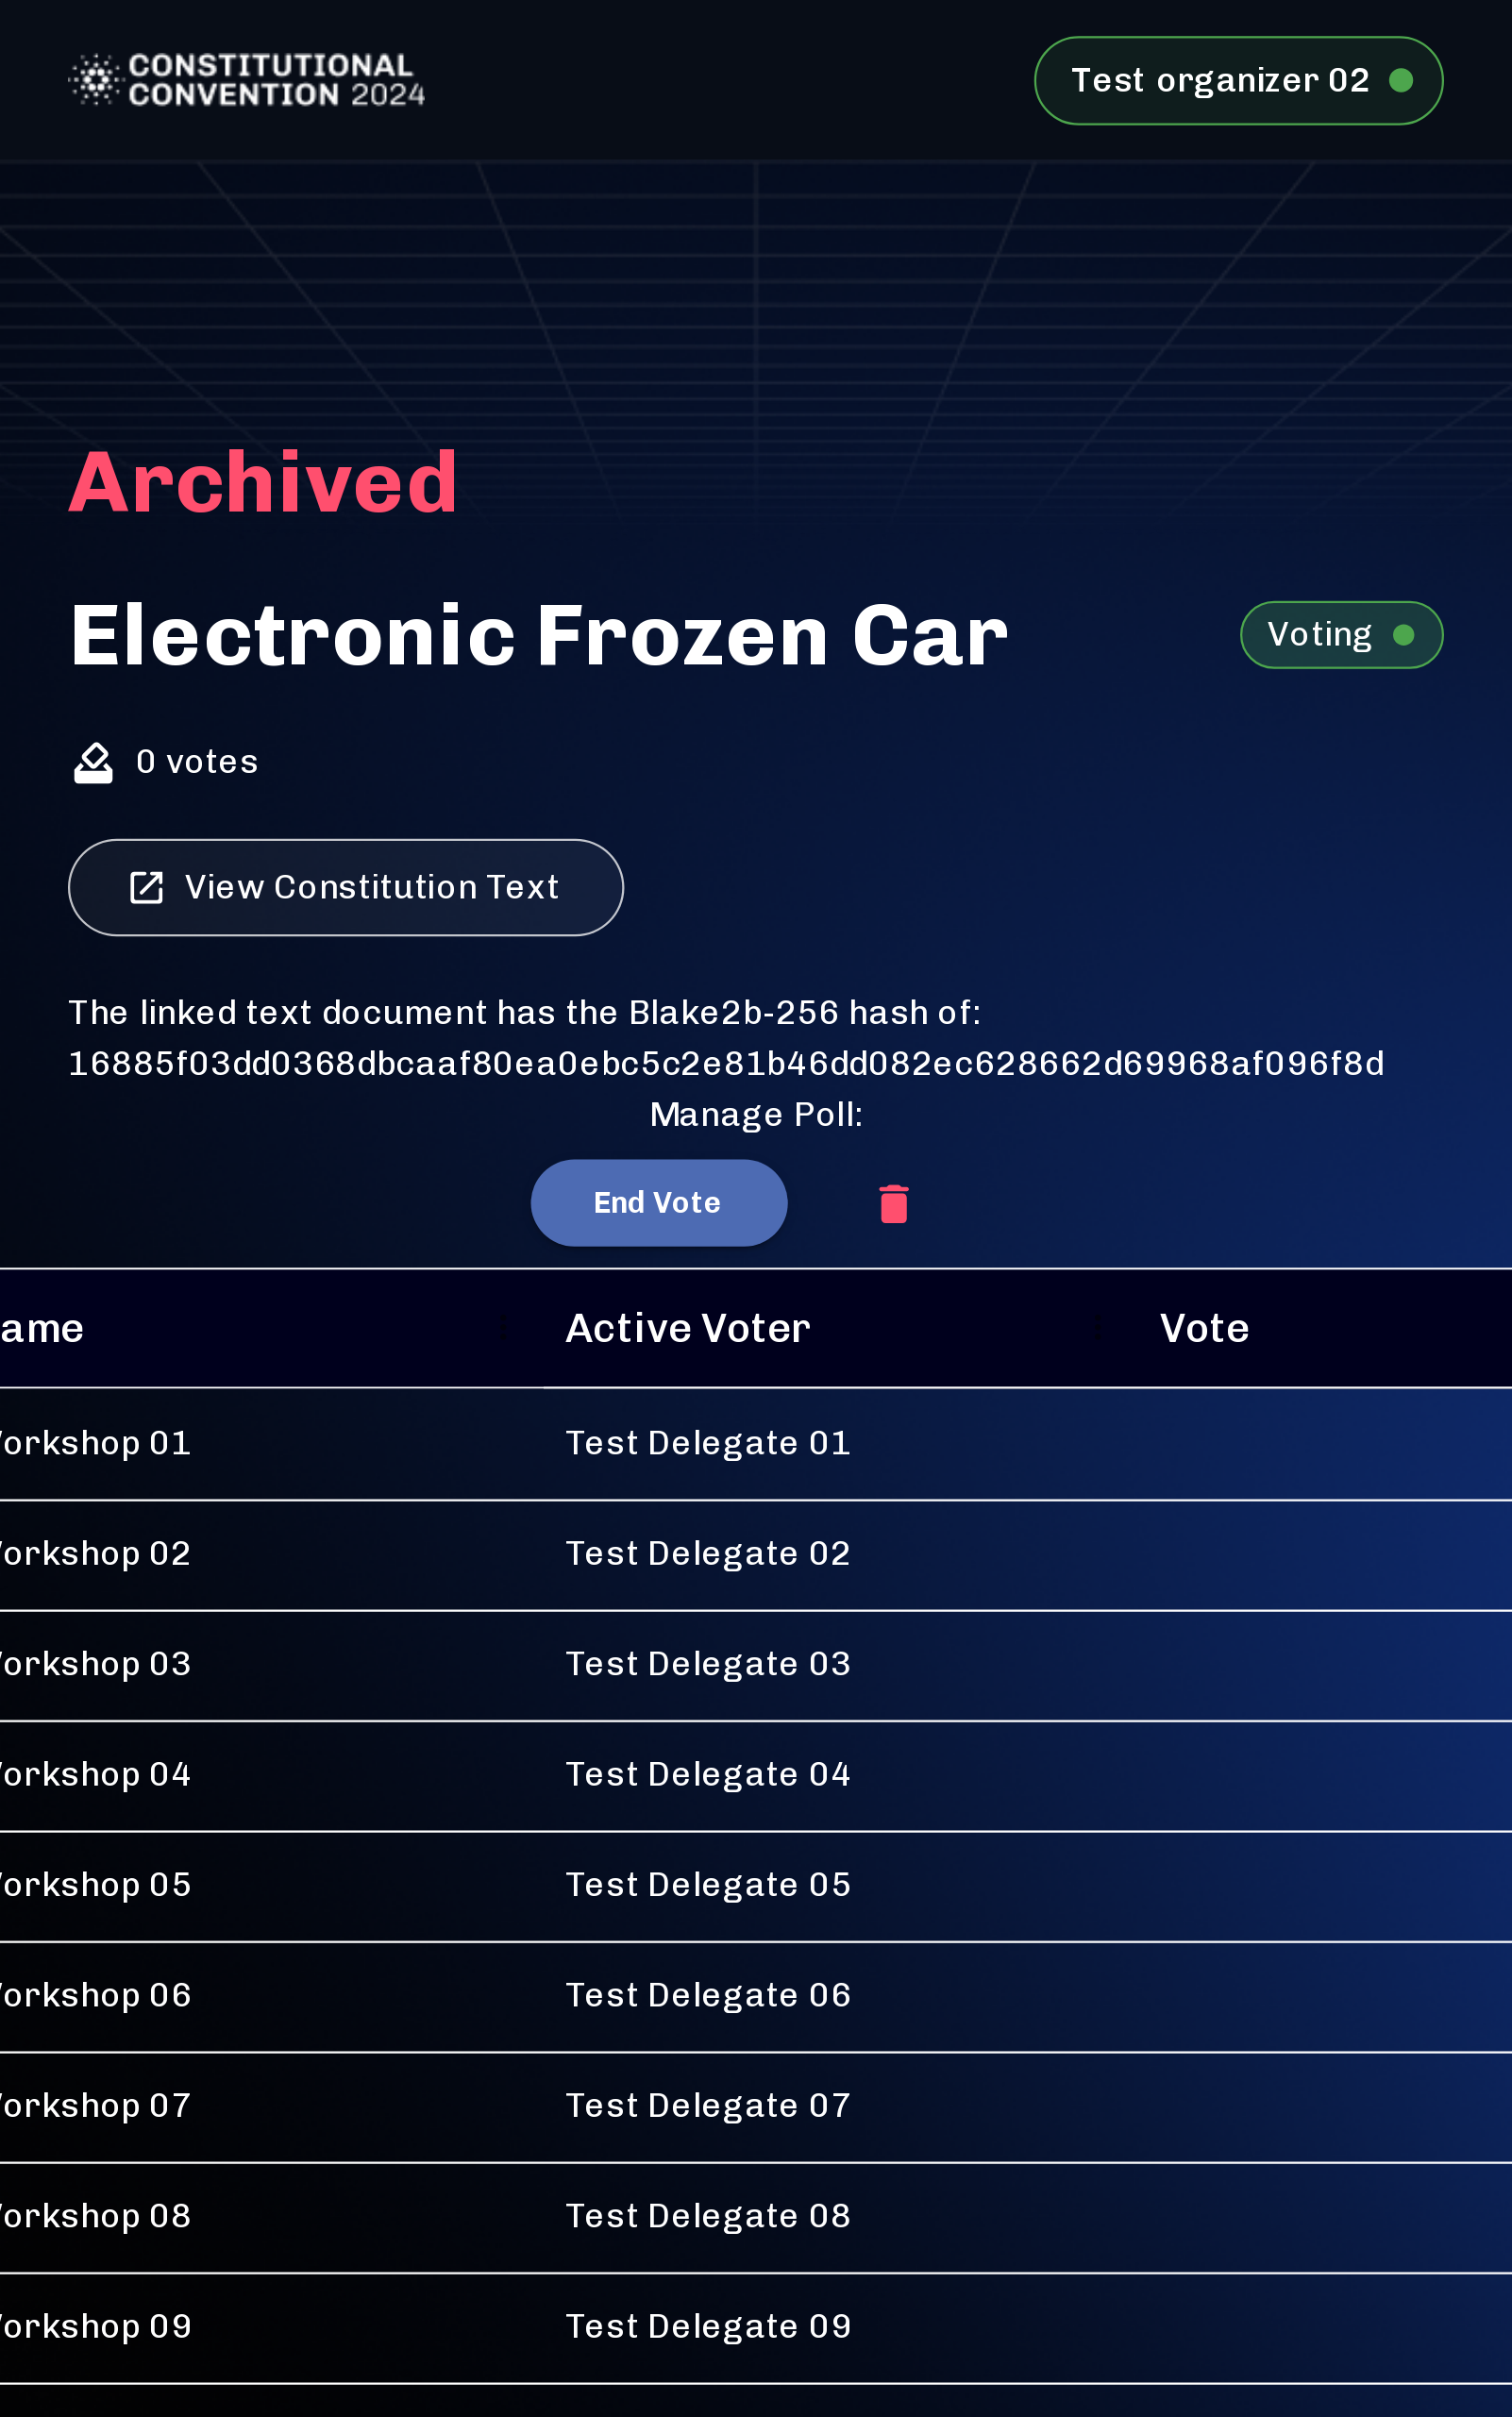 CONSTITUTIONAL
CONVENTION 2024
Test organizer 02
Archived
Electronic Frozen Car
Voting
0 votes
View Constitution Text
The linked text document has the Blake2b-256 hash of:
16885f03dd0368dbcaaf80ea0ebc5c2e81b46dd082ec628662d69968af096f8d
Manage Poll:
End Vote
ame Active Voter Vote
orkshop 01 Test Delegate 01
orkshop 02 Test Delegate 02
orkshop 03 Test Delegate 03
orkshop 04 Test Delegate 04
orkshop 05 Test Delegate 05
orkshop 06 Test Delegate 06
orkshop 07 Test Delegate 07
orkshop 08 Test Delegate 08
orkshop 09 Test Delegate 09